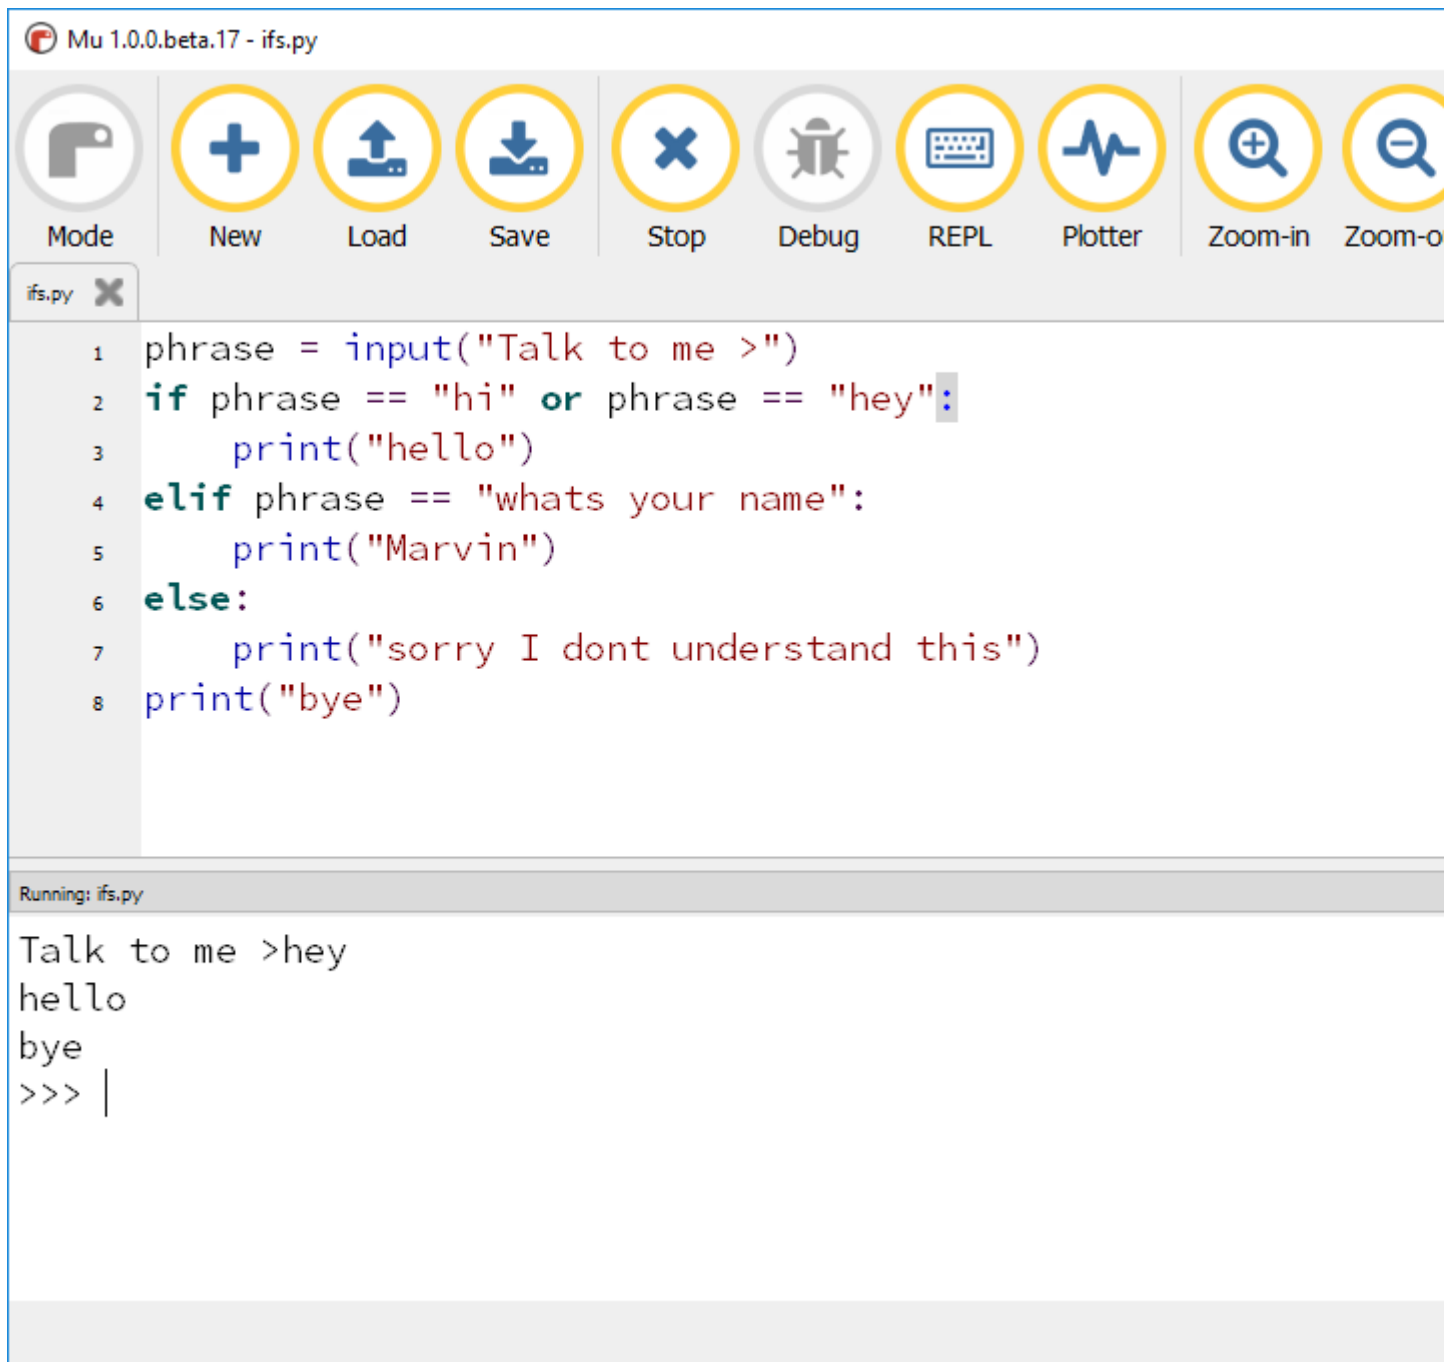 Mu 1.0.0.beta.17 - ifs.py
Mode New Load Save Stop Debug REPL Plotter Zoom-in Zoom-o
ifs.py
1 phrase = input("Talk to me >")
2 if phrase == "hi" or phrase == "hey":
3     print("hello")
4 elif phrase == "whats your name":
5     print("Marvin")
6 else:
7     print("sorry I dont understand this")
8 print("bye")
Running: ifs.py
Talk to me >hey
hello
bye
>>>